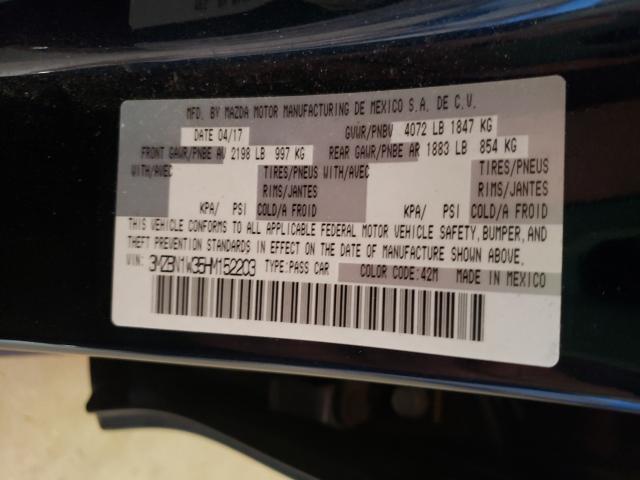 MFD. BY MAZDA MOTOR MANUFACTURING DE MEXICO S.A. DE C.V.
DATE 04/17 GVWR/PNBV 4072 LB 1847 KG
FRONT GAWR/PNBE AV 2198 LB 997 KG REAR GAWR/PNBE AR 1883 LB 854 KG
WITH/AVEC TIRES/PNEUS WITH/AVEC TIRES/PNEUS
RIMS/JANTES RIMS/JANTES
KPA/ PSI COLD/A FROID KPA/ PSI COLD/A FROID
THIS VEHICLE CONFORMS TO ALL APPLICABLE FEDERAL MOTOR VEHICLE SAFETY, BUMPER, AND
THEFT PREVENTION STANDARDS IN EFFECT ON THE DATE OF MANUFACTURE SHOWN ABOVE.
VIN: 3MZBN1W35HM152203 TYPE:PASS CAR COLOR CODE:42M MADE IN MEXICO